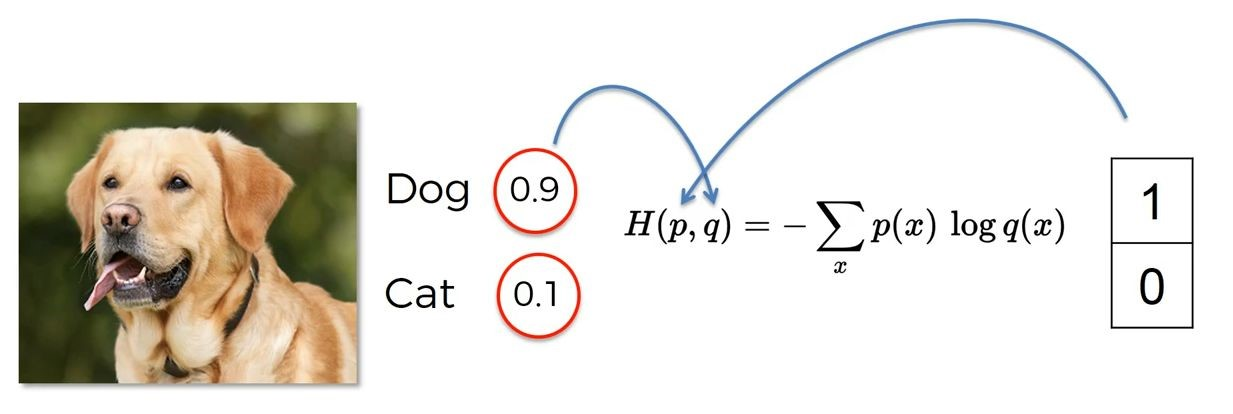 Dog 0.9
Cat 0.1
H(p, q) = − ∑ₓ p(x) log q(x)
1
0